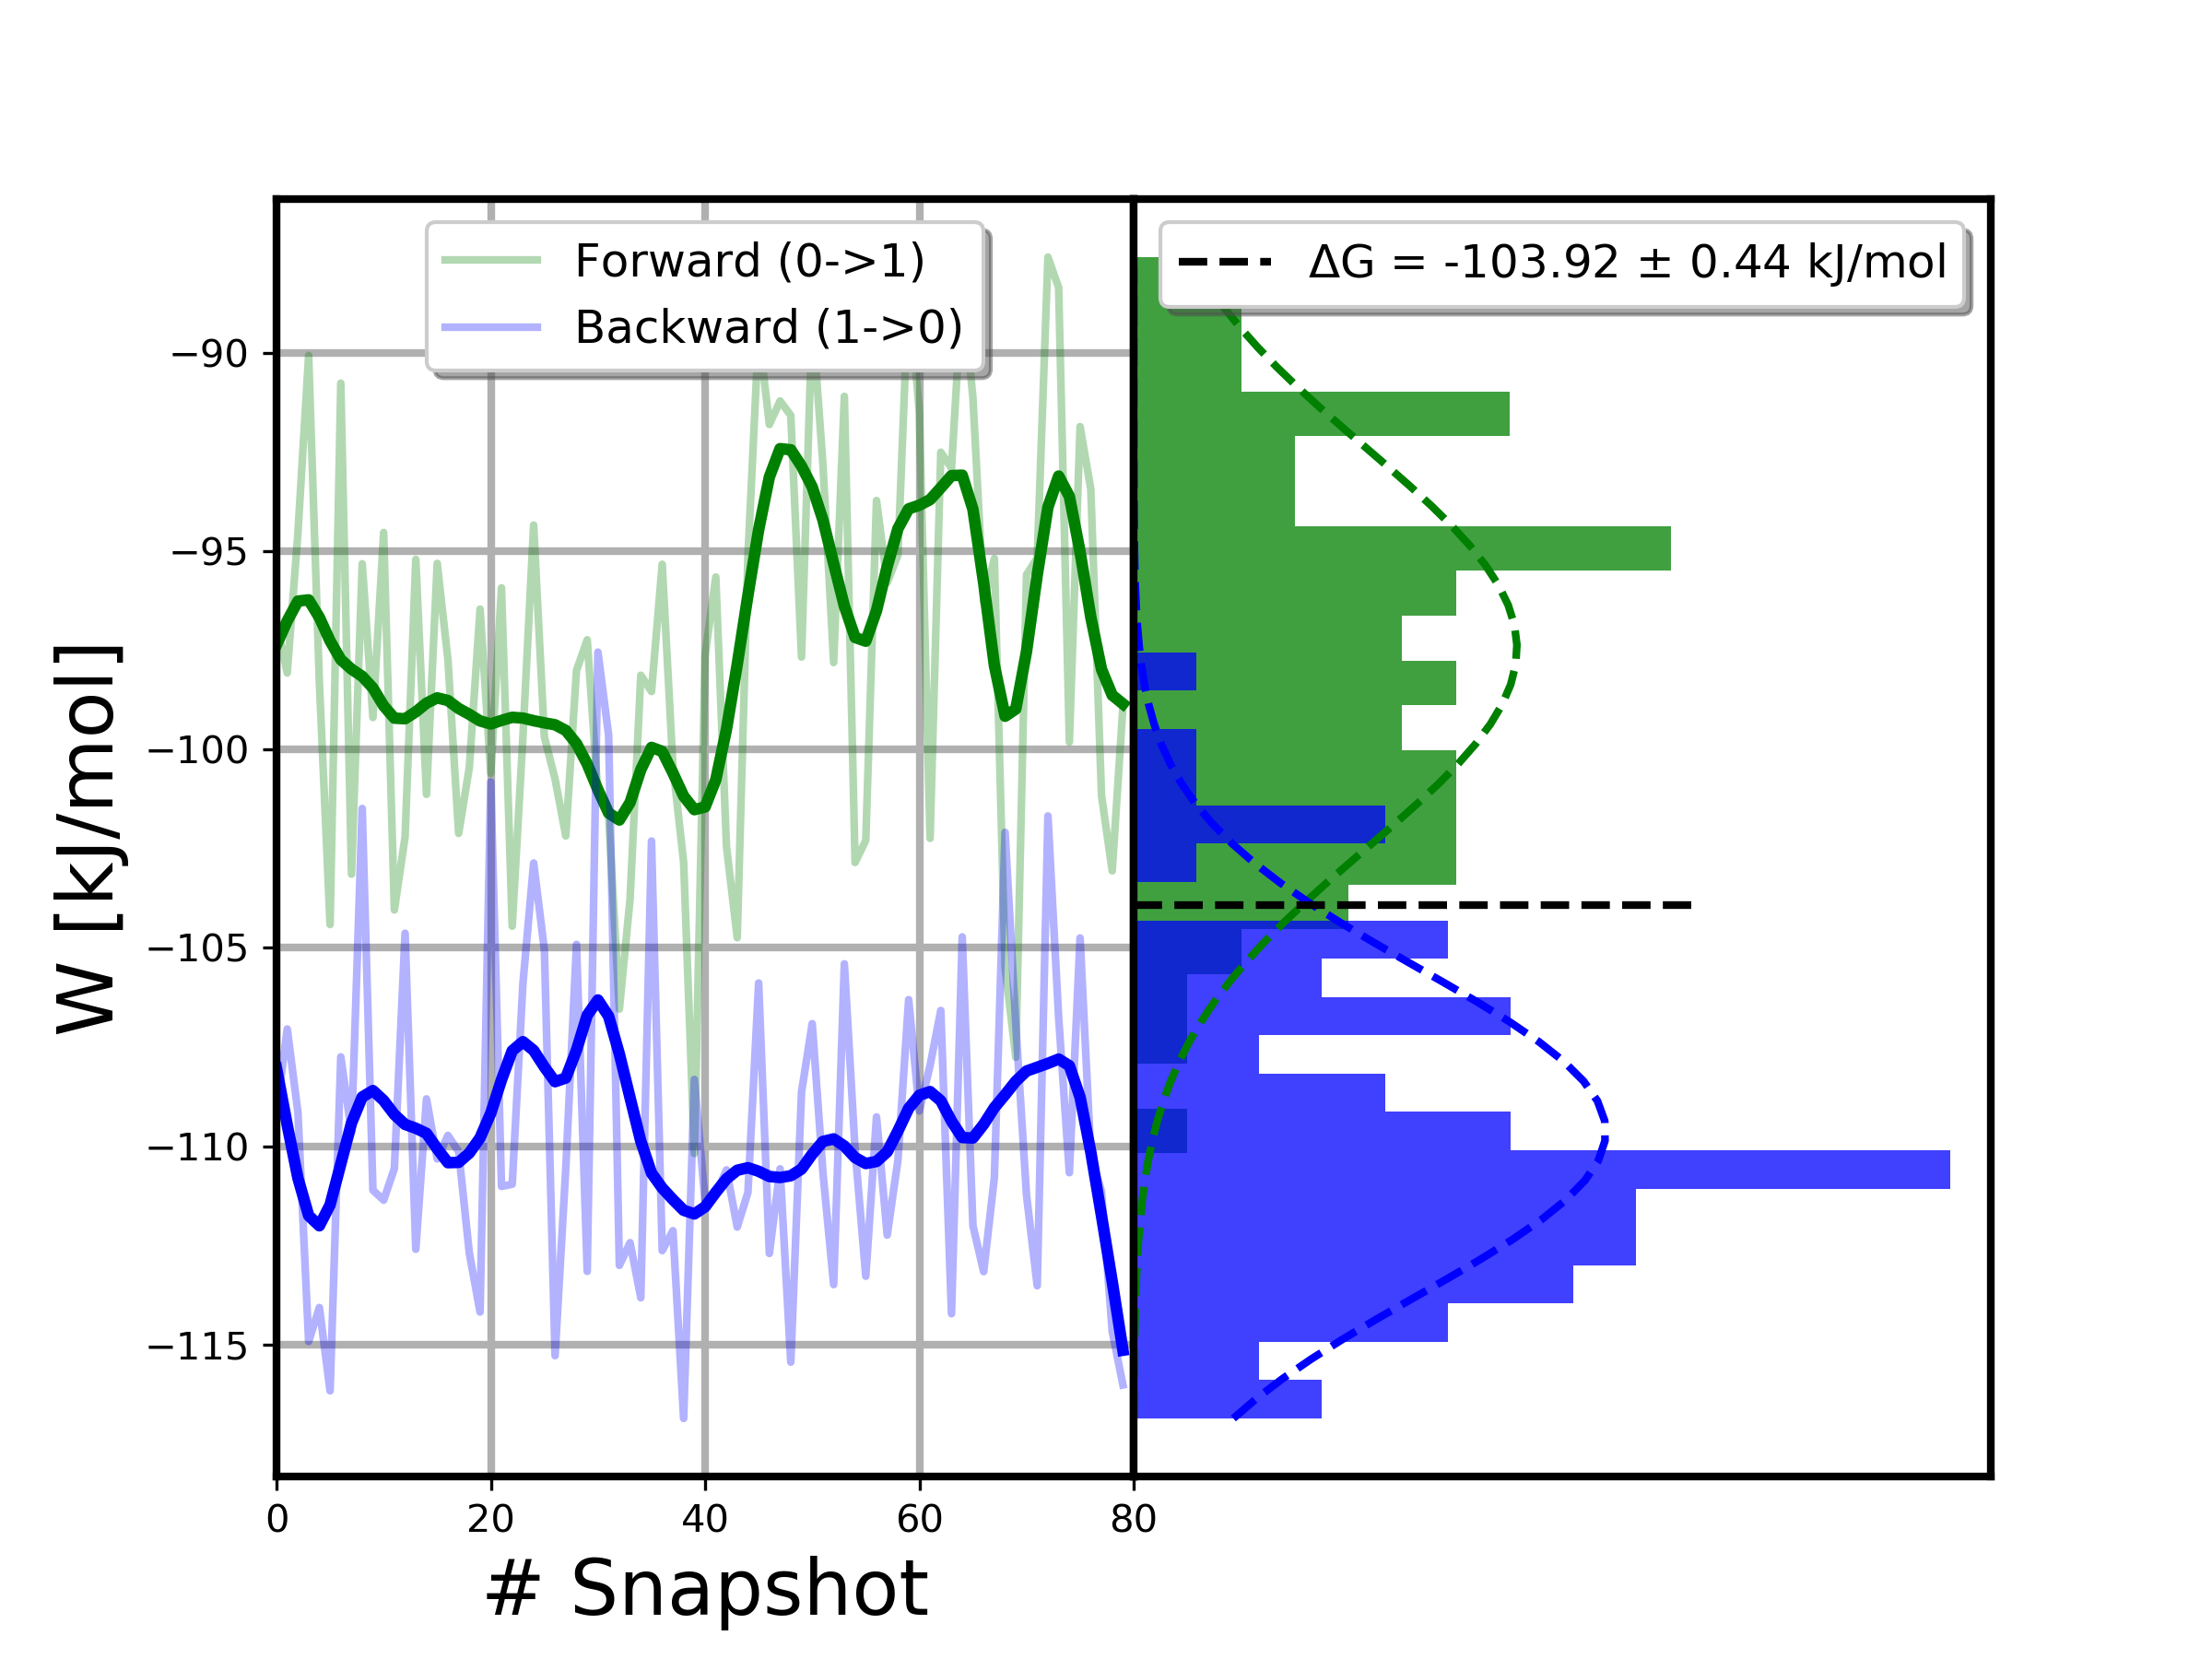 Forward (0->1)
Backward (1->0)
ΔG = -103.92 ± 0.44 kJ/mol
W [kJ/mol]
−90
−95
−100
−105
−110
−115
0 20 40 60 80
# Snapshot